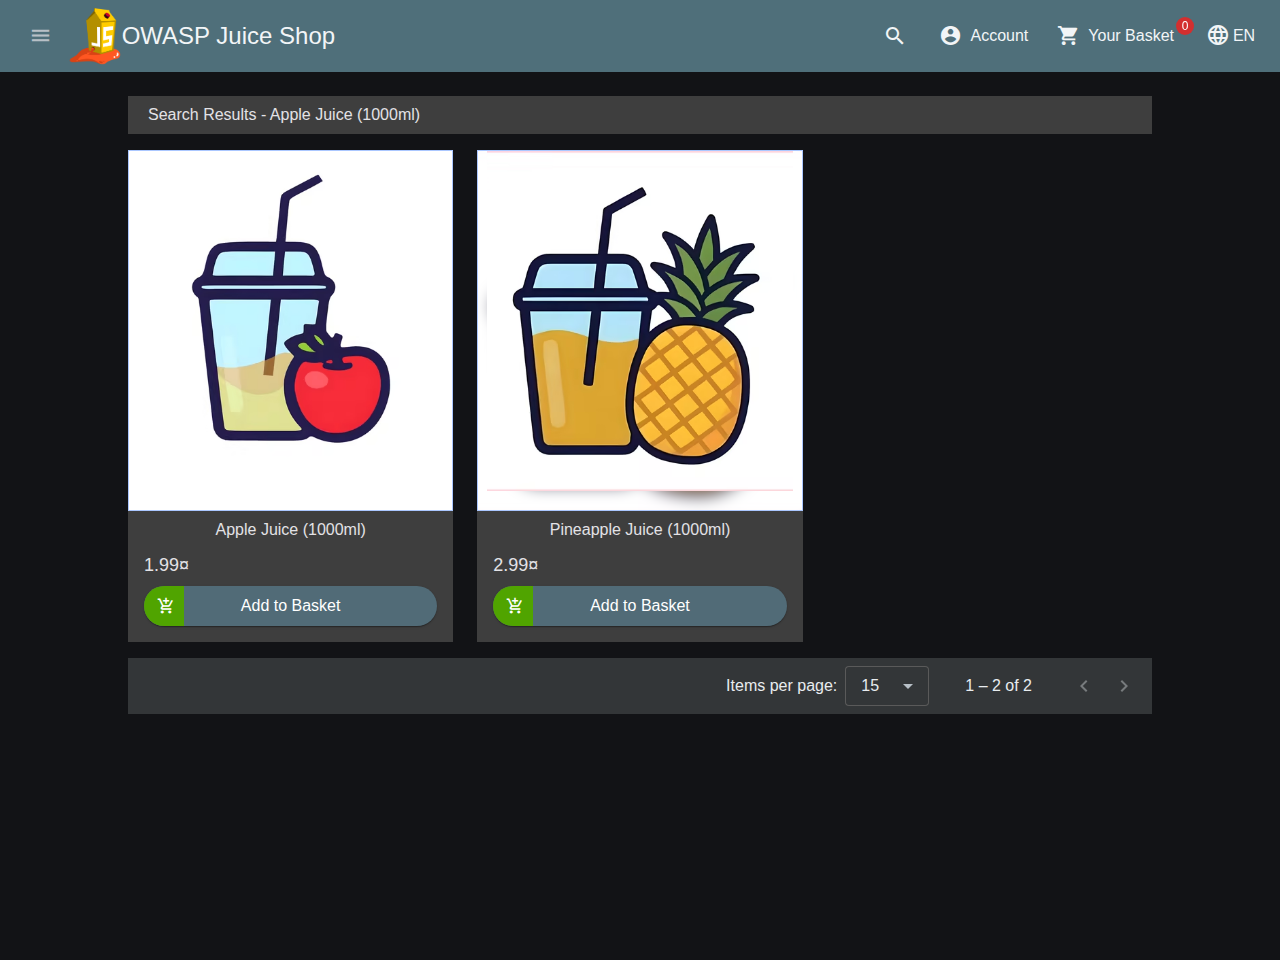 OWASP Juice Shop
Account
Your Basket
0
EN
Search Results - Apple Juice (1000ml)
Apple Juice (1000ml)
1.99¤
Add to Basket
Pineapple Juice (1000ml)
2.99¤
Add to Basket
Items per page:
15
1 – 2 of 2